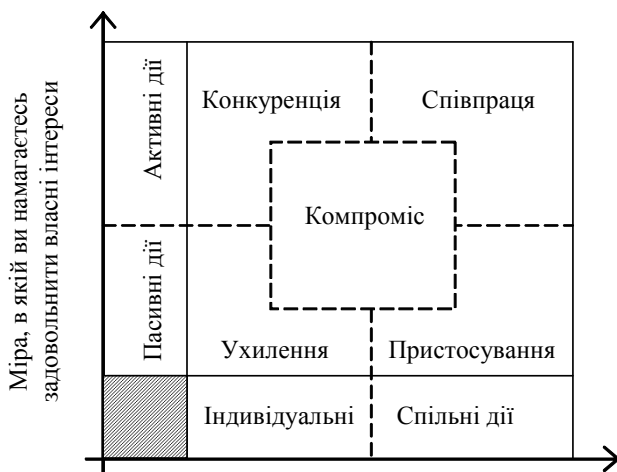 Міра, в якій ви намагаєтесь
задовольнити власні інтереси
Активні дії
Пасивні дії
Конкуренція
Співпраця
Компроміс
Ухилення
Пристосування
Індивідуальні
Спільні дії